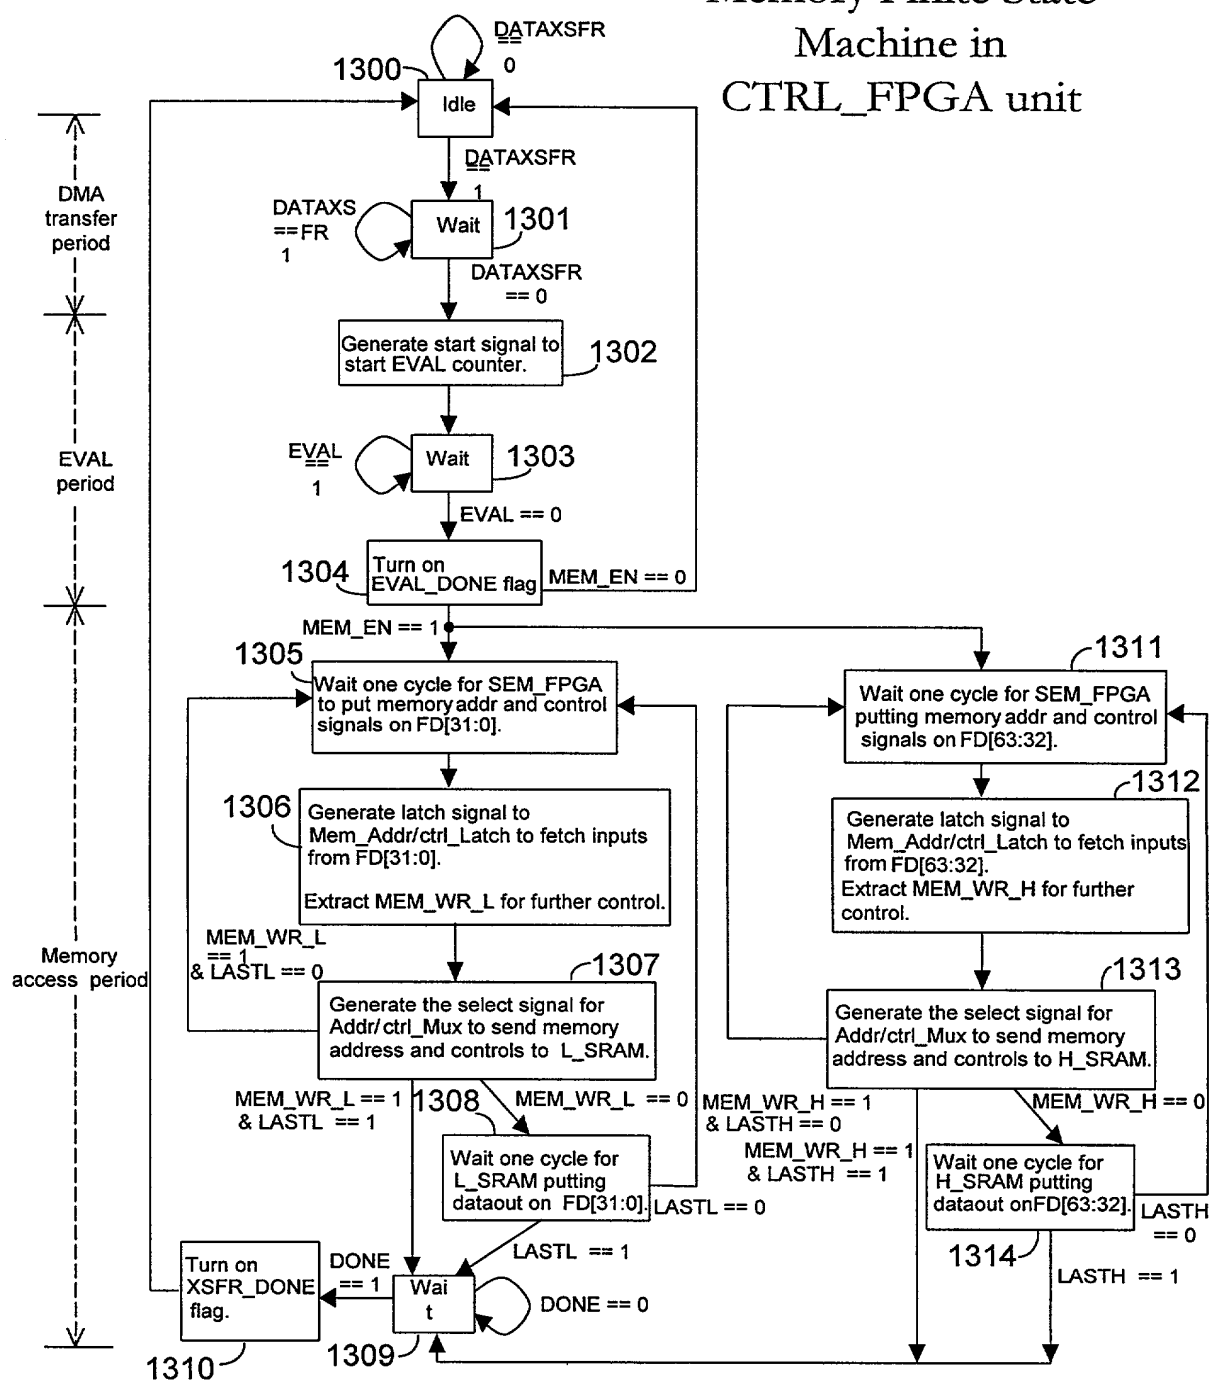 Memory Finite State
Machine in
CTRL_FPGA unit
DATAXSFR
==
0
1300
Idle
DATAXSFR
==
1
DMA
transfer
period
DATAXS
==FR
1
Wait
1301
DATAXSFR
== 0
Generate start signal to
start EVAL counter.
1302
EVAL
period
EVAL
==
1
Wait
1303
EVAL == 0
1304
Turn on
EVAL_DONE flag
MEM_EN == 0
MEM_EN == 1
1305
Wait one cycle for SEM_FPGA
to put memory addr and control
signals on FD[31:0].
1311
Wait one cycle for SEM_FPGA
putting memory addr and control
signals on FD[63:32].
1306
Generate latch signal to
Mem_Addr/ctrl_Latch to fetch inputs
from FD[31:0].
Extract MEM_WR_L for further control.
1312
Generate latch signal to
Mem_Addr/ctrl_Latch to fetch inputs
from FD[63:32].
Extract MEM_WR_H for further
control.
Memory
access period
MEM_WR_L
== 1
& LASTL == 0
1307
Generate the select signal for
Addr/ctrl_Mux to send memory
address and controls to L_SRAM.
1313
Generate the select signal for
Addr/ctrl_Mux to send memory
address and controls to H_SRAM.
MEM_WR_L == 1
& LASTL == 1
1308
MEM_WR_L == 0
MEM_WR_H == 1
& LASTH == 0
MEM_WR_H == 1
& LASTH == 1
MEM_WR_H == 0
Wait one cycle for
L_SRAM putting
dataout on FD[31:0].
LASTL == 0
Wait one cycle for
H_SRAM putting
dataout onFD[63:32].
LASTH
== 0
1314
LASTL == 1
LASTH == 1
Turn on
XSFR_DONE
flag.
1310
DONE
== 1
Wai
t
1309
DONE == 0